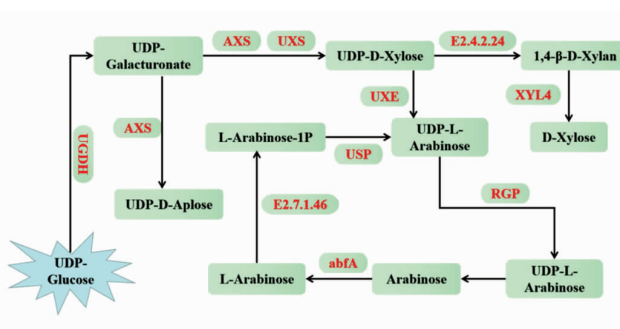 UDP-
Galacturonate
AXS
UXS
UDP-D-Xylose
E2.4.2.24
1,4-β-D-Xylan
UGDH
AXS
UXE
XYL4
L-Arabinose-1P
USP
UDP-L-
Arabinose
D-Xylose
UDP-D-Aplose
E2.7.1.46
RGP
UDP-
Glucose
L-Arabinose
abfA
Arabinose
UDP-L-
Arabinose